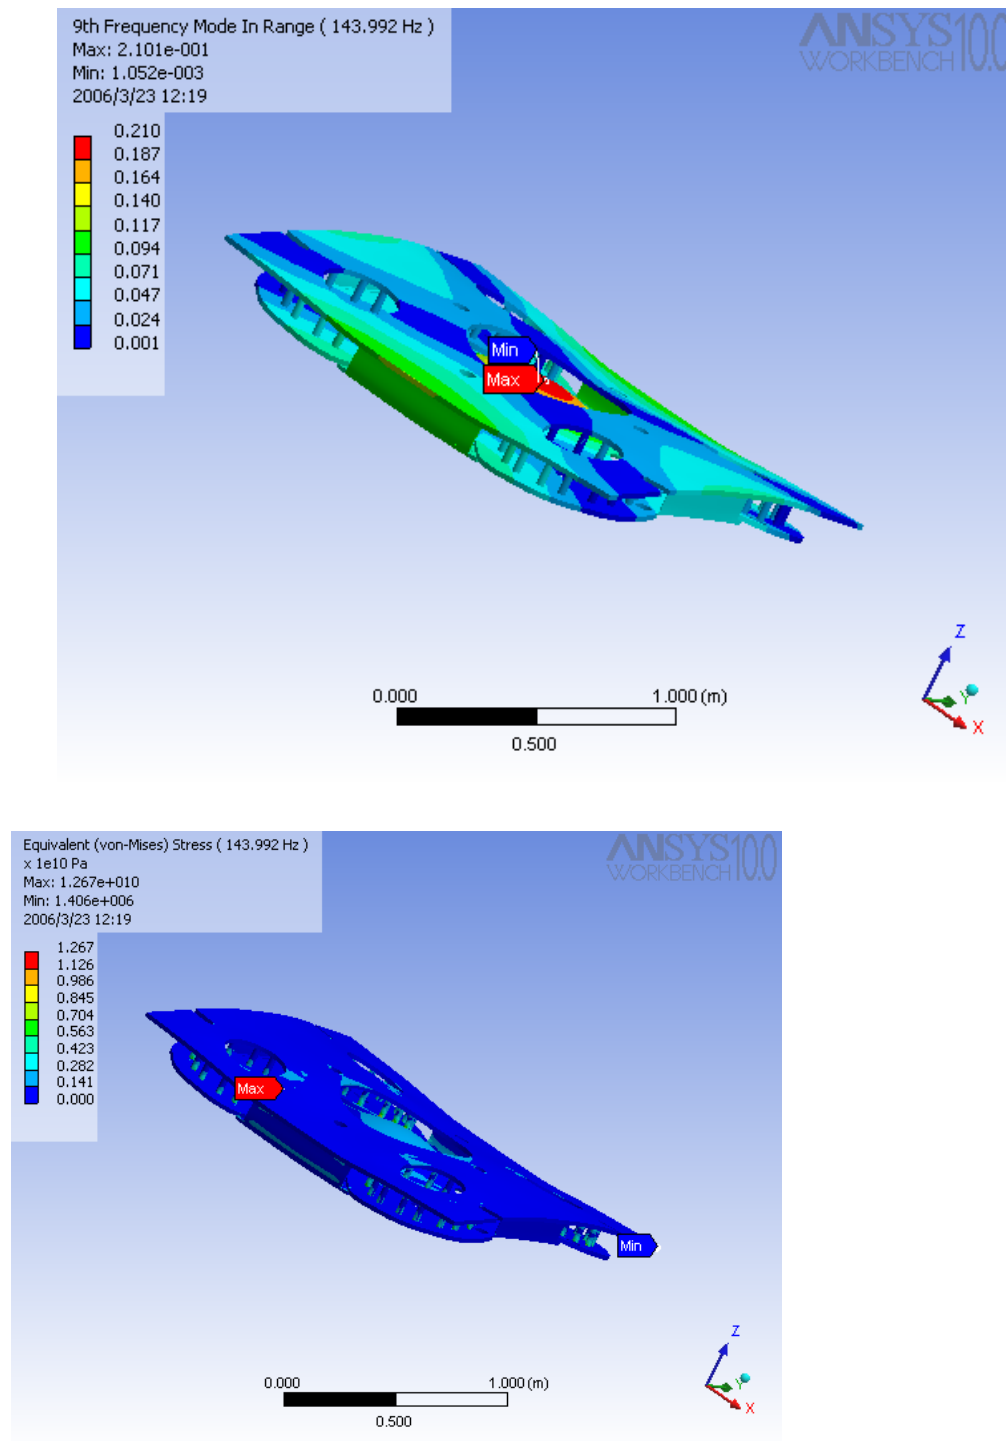 9th Frequency Mode In Range ( 143.992 Hz )
Max: 2.101e-001
Min: 1.052e-003
2006/3/23 12:19
ANSYS 10.0
WORKBENCH
0.210
0.187
0.164
0.140
0.117
0.094
0.071
0.047
0.024
0.001
Min
Max
Z
Y
X
0.000
1.000 (m)
0.500
Equivalent (von-Mises) Stress ( 143.992 Hz )
x 1e10 Pa
Max: 1.267e+010
Min: 1.406e+006
2006/3/23 12:19
ANSYS 10.0
WORKBENCH
1.267
1.126
0.986
0.845
0.704
0.563
0.423
0.282
0.141
0.000
Max
Min
Z
Y
X
0.000
1.000 (m)
0.500